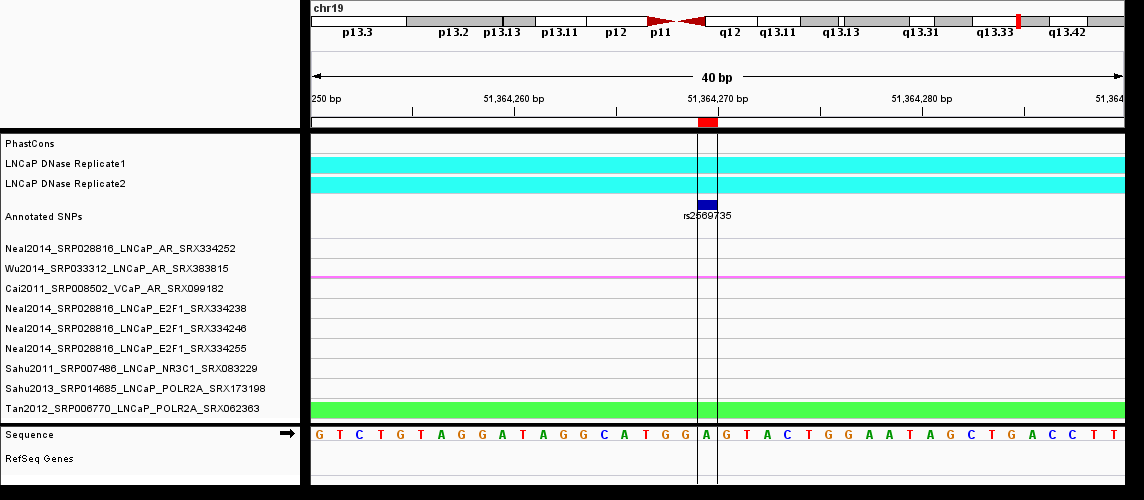 chr19
p13.3 p13.2 p13.13 p13.11 p12 p11 q12 q13.11 q13.13 q13.31 q13.33 q13.42
40 bp
250 bp 51,364,260 bp 51,364,270 bp 51,364,280 bp 51,364
PhastCons
LNCaP DNase Replicate1
LNCaP DNase Replicate2
Annotated SNPs
rs2569735
Neal2014_SRP028816_LNCaP_AR_SRX334252
Wu2014_SRP033312_LNCaP_AR_SRX383815
Cai2011_SRP008502_VCaP_AR_SRX099182
Neal2014_SRP028816_LNCaP_E2F1_SRX334238
Neal2014_SRP028816_LNCaP_E2F1_SRX334246
Neal2014_SRP028816_LNCaP_E2F1_SRX334255
Sahu2011_SRP007486_LNCaP_NR3C1_SRX083229
Sahu2013_SRP014685_LNCaP_POLR2A_SRX173198
Tan2012_SRP006770_LNCaP_POLR2A_SRX062363
Sequence G T C T G T A G G A T A G G C A T G G A G T A C T G G A A T A G C T G A C C T T
RefSeq Genes